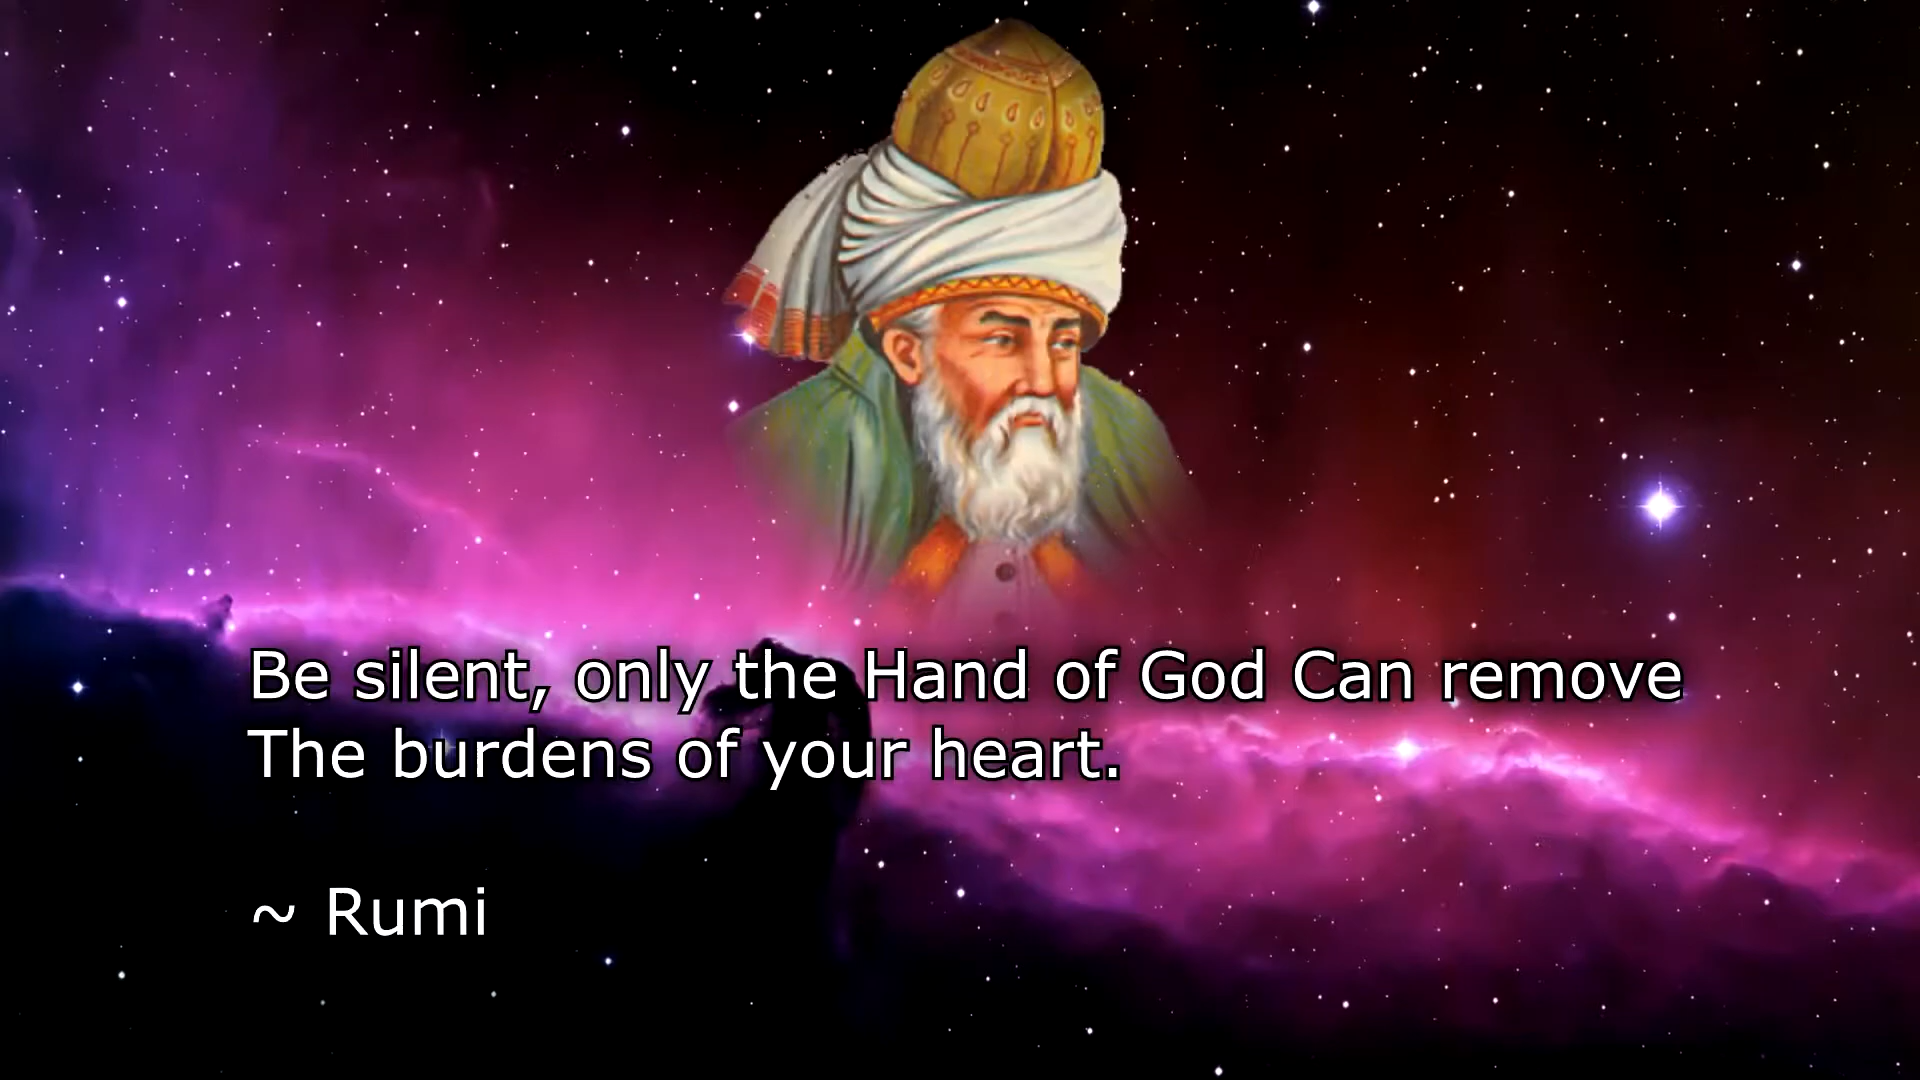 Be silent, only the Hand of God Can remove
The burdens of your heart.
~ Rumi